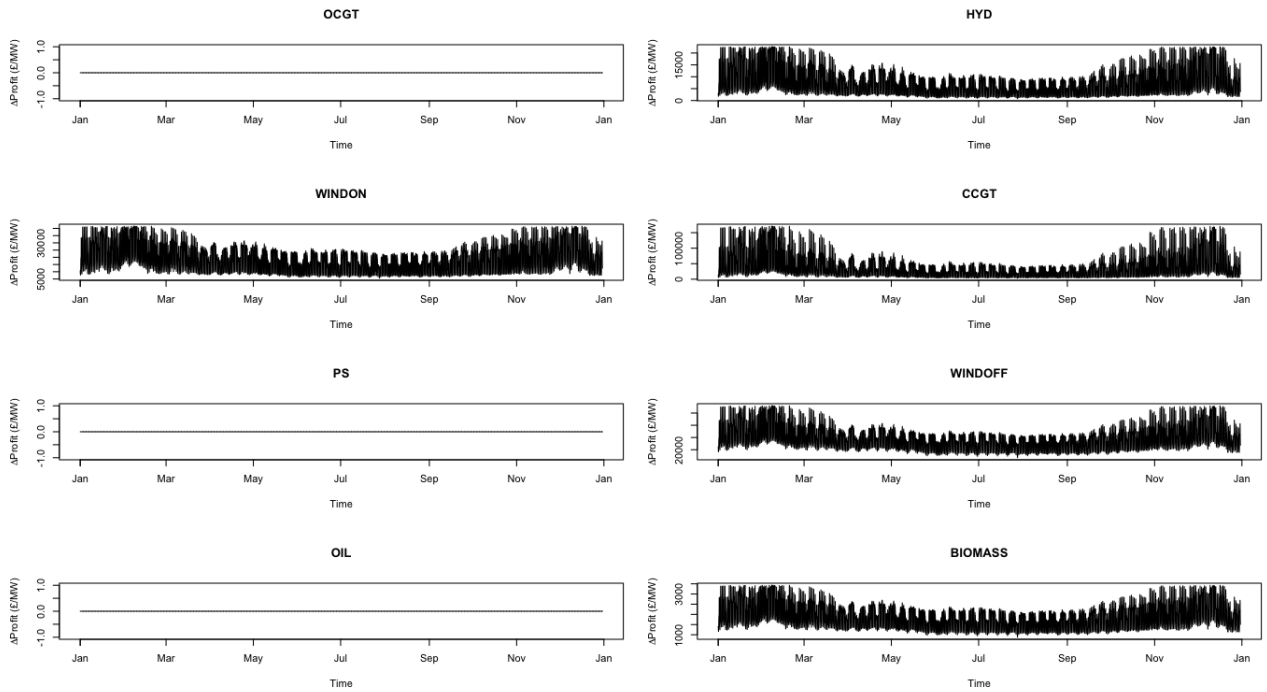 OCGT
ΔProfit (£/MW)
1.0
0.0
-1.0
Jan Mar May Jul Sep Nov Jan
Time
HYD
ΔProfit (£/MW)
15000
0
Jan Mar May Jul Sep Nov Jan
Time
WINDON
ΔProfit (£/MW)
30000
5000
Jan Mar May Jul Sep Nov Jan
Time
CCGT
ΔProfit (£/MW)
100000
0
Jan Mar May Jul Sep Nov Jan
Time
PS
ΔProfit (£/MW)
1.0
0.0
-1.0
Jan Mar May Jul Sep Nov Jan
Time
WINDOFF
ΔProfit (£/MW)
20000
Jan Mar May Jul Sep Nov Jan
Time
OIL
ΔProfit (£/MW)
1.0
0.0
-1.0
Jan Mar May Jul Sep Nov Jan
Time
BIOMASS
ΔProfit (£/MW)
3000
1000
Jan Mar May Jul Sep Nov Jan
Time